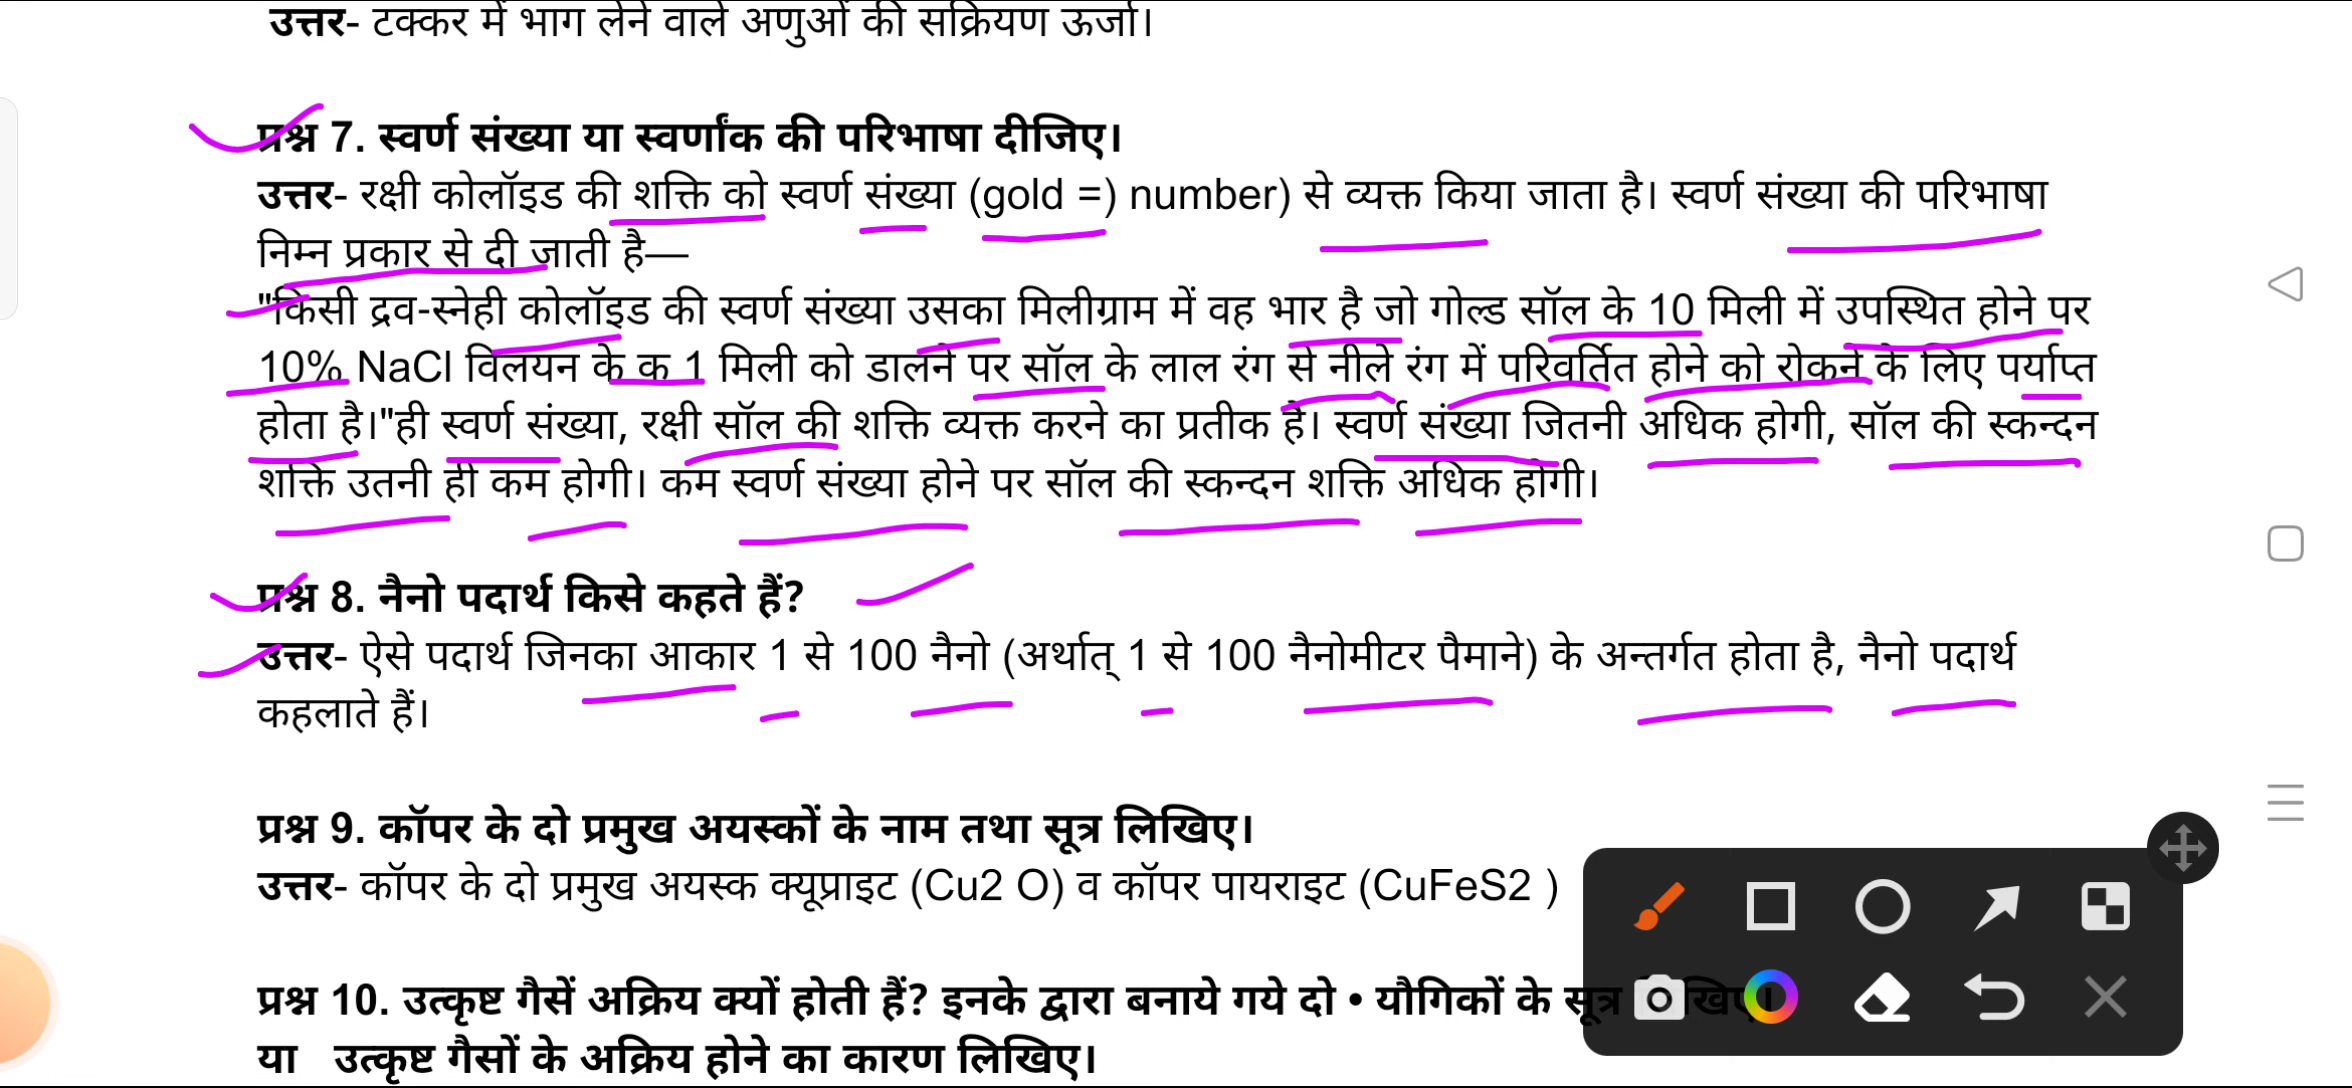 उत्तर- टक्कर में भाग लेने वाले अणुओं की सक्रियण ऊर्जा।
प्रश्न 7. स्वर्ण संख्या या स्वर्णांक की परिभाषा दीजिए।
उत्तर- रक्षी कोलॉइड की शक्ति को स्वर्ण संख्या (gold =) number) से व्यक्त किया जाता है। स्वर्ण संख्या की परिभाषा
निम्न प्रकार से दी जाती है—
"किसी द्रव-स्नेही कोलॉइड की स्वर्ण संख्या उसका मिलीग्राम में वह भार है जो गोल्ड सॉल के 10 मिली में उपस्थित होने पर
10% NaCl विलयन के क 1 मिली को डालने पर सॉल के लाल रंग से नीले रंग में परिवर्तित होने को रोकने के लिए पर्याप्त
होता है।"ही स्वर्ण संख्या, रक्षी सॉल की शक्ति व्यक्त करने का प्रतीक है। स्वर्ण संख्या जितनी अधिक होगी, सॉल की स्कन्दन
शक्ति उतनी ही कम होगी। कम स्वर्ण संख्या होने पर सॉल की स्कन्दन शक्ति अधिक होगी।
प्रश्न 8. नैनो पदार्थ किसे कहते हैं?
उत्तर- ऐसे पदार्थ जिनका आकार 1 से 100 नैनो (अर्थात् 1 से 100 नैनोमीटर पैमाने) के अन्तर्गत होता है, नैनो पदार्थ
कहलाते हैं।
प्रश्न 9. कॉपर के दो प्रमुख अयस्कों के नाम तथा सूत्र लिखिए।
उत्तर- कॉपर के दो प्रमुख अयस्क क्यूप्राइट (Cu2 O) व कॉपर पायराइट (CuFeS2 )
प्रश्न 10. उत्कृष्ट गैसें अक्रिय क्यों होती हैं? इनके द्वारा बनाये गये दो • यौगिकों के सूत्र
या उत्कृष्ट गैसों के अक्रिय होने का कारण लिखिए।